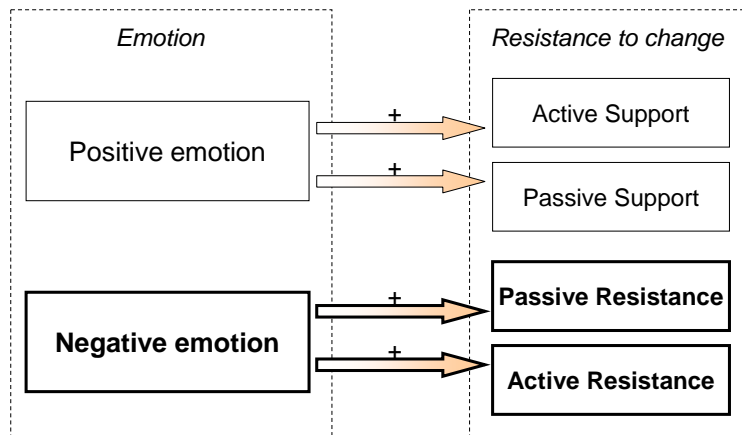 Emotion
Resistance to change
Positive emotion
+
Active Support
+
Passive Support
Negative emotion
+
Passive Resistance
+
Active Resistance